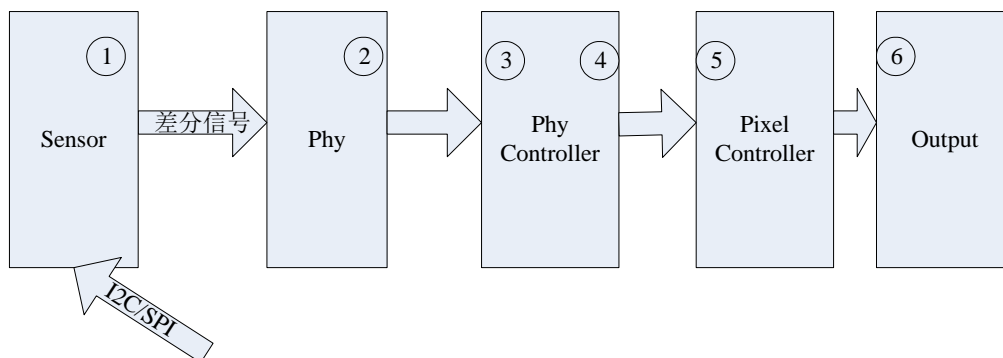 ①
②
③
④
⑤
⑥
Sensor
差分信号
Phy
Phy
Controller
Pixel
Controller
Output
I2C/SPI